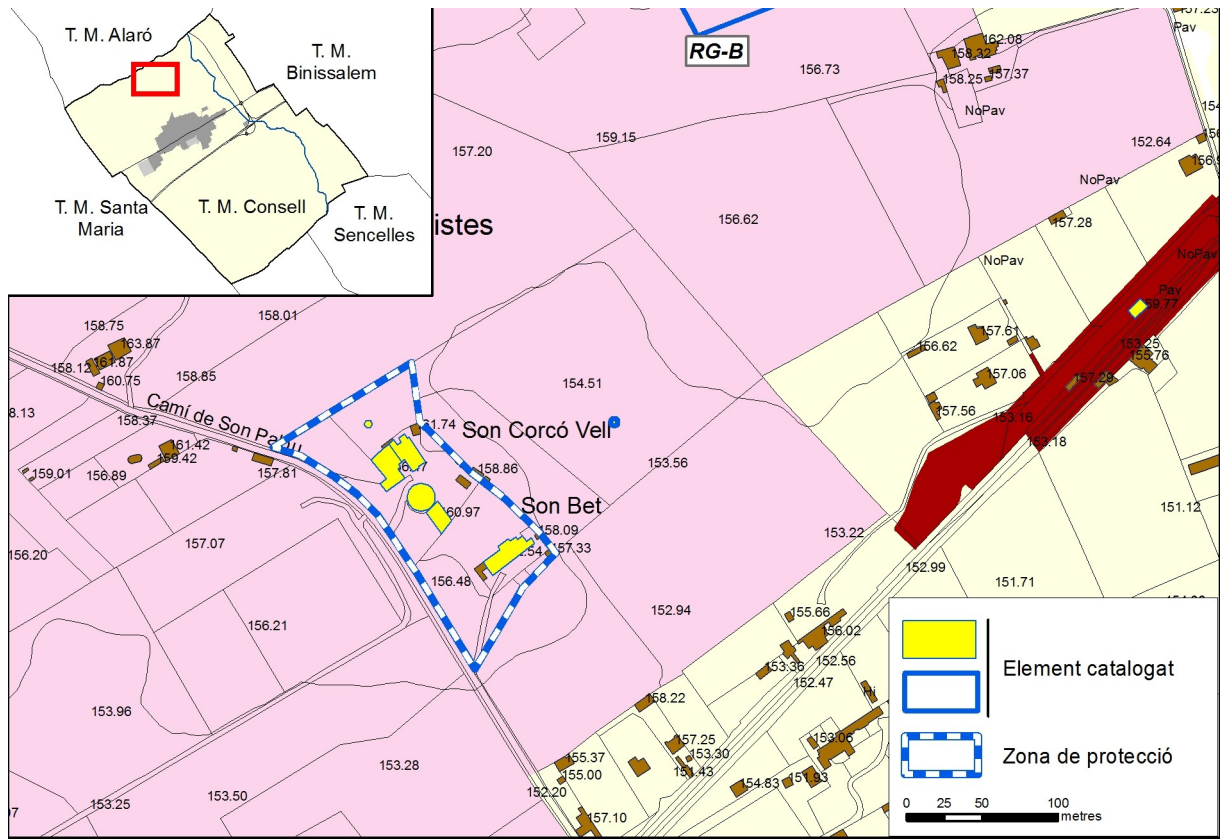 T. M. Alaró
T. M.
Binissalem
T. M. Santa
Maria
T. M. Consell
T. M.
Sencelles
istes
RG-B
157.23
Pav
162.08
158.32
158.25
157.37
156.73
NoPav
159.15
157.20
152.64
156.62
NoPav
157.28
NoPav
NoPav
Pav
158.01
158.75
163.87
161.87
158.12
160.75
158.85
158.37
Camí de Son Palou
154.51
157.61
156.62
153.25
155.76
157.06
157.29
157.56
153.16
153.18
Son Corcó Vell
161.42
159.42
159.01
156.89
157.81
158.86
153.56
60.97
Son Bet
158.09
157.33
156.20
157.07
156.48
153.22
151.12
152.99
151.71
156.21
152.94
155.66
156.02
152.56
153.36
152.47
158.22
153.96
157.25
153.30
153.06
153.28
155.37
155.00
151.43
154.83
151.93
153.50
152.20
153.25
157.10
Element catalogat
Zona de protecció
0 25 50 100
metres